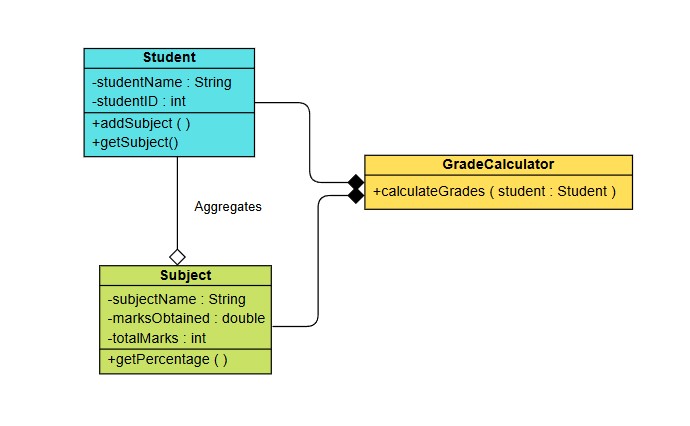 Student
-studentName : String
-studentID : int
+addSubject ( )
+getSubject()
GradeCalculator
+calculateGrades ( student : Student )
Aggregates
Subject
-subjectName : String
-marksObtained : double
-totalMarks : int
+getPercentage ( )